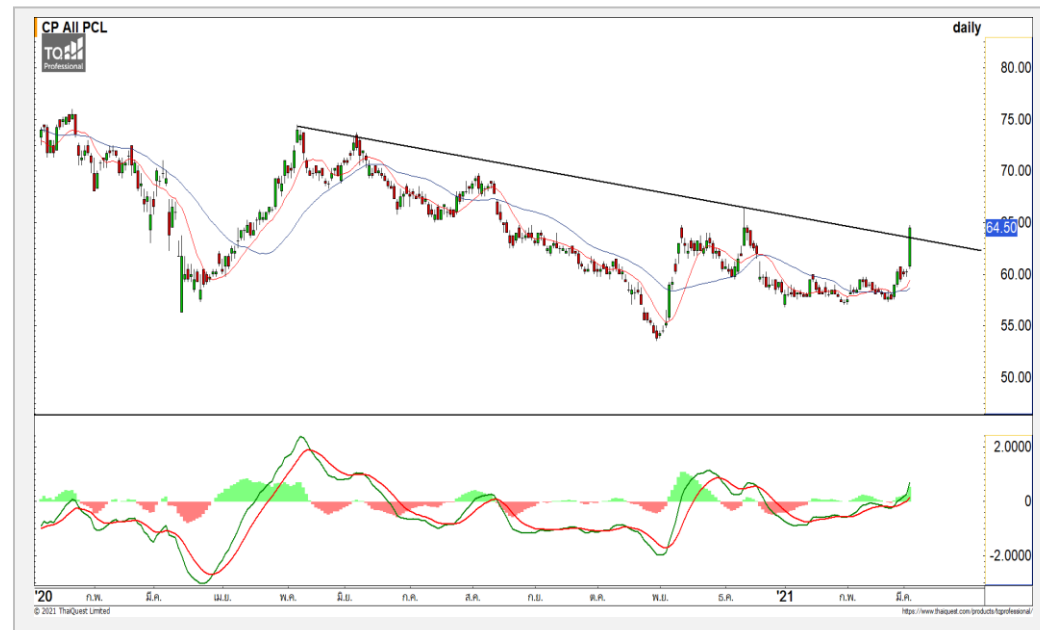 CP All PCL
daily
TQ
Professional
80.00
75.00
70.00
65.00
64.50
60.00
55.00
50.00
2.0000
0
-2.0000
'20 ก.พ. มี.ค. เม.ย. พ.ค. มิ.ย. ก.ค. ส.ค. ก.ย. ต.ค. พ.ย. ธ.ค. '21 ก.พ. มี.ค.
© 2021 ThaiQuest Limited
https://www.thaiquest.com/products/tqprofessional/